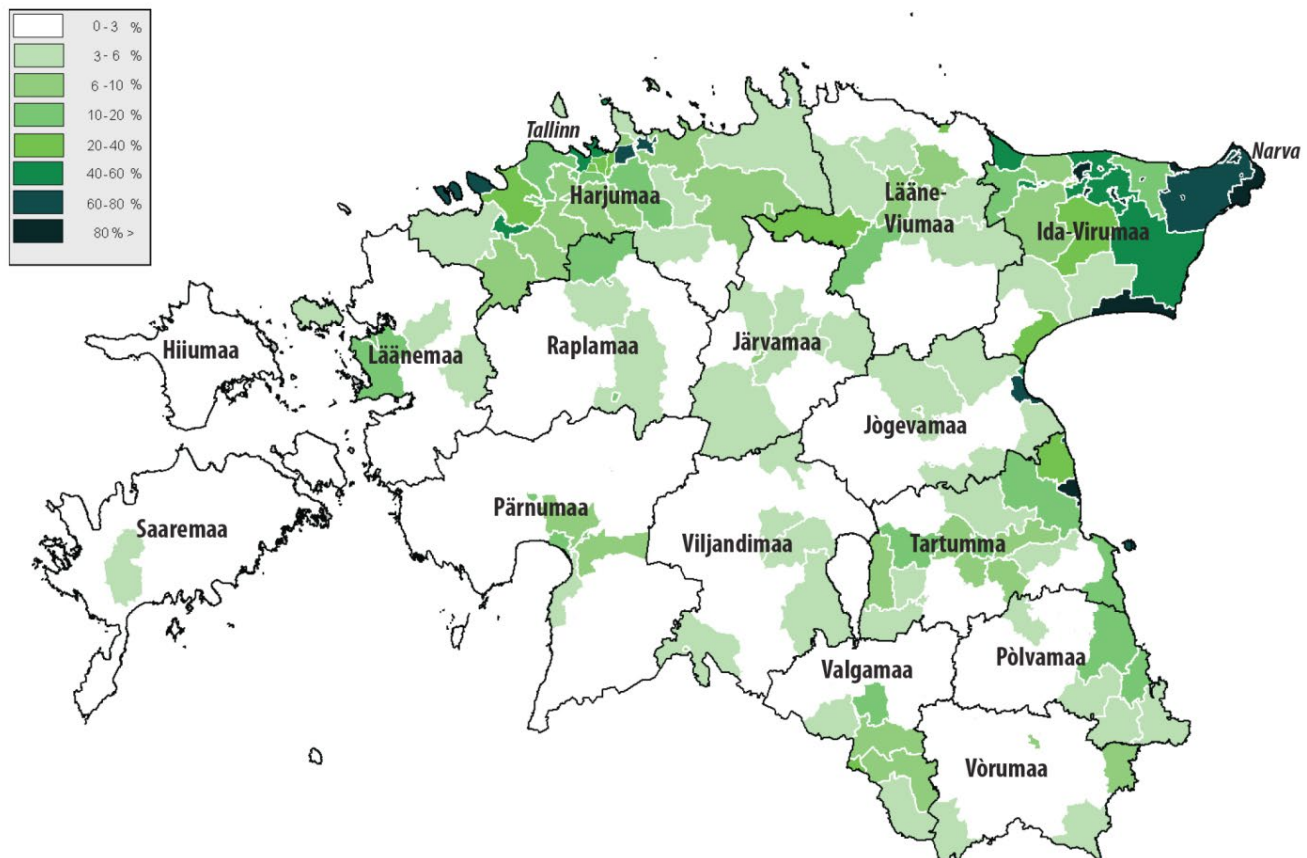 0-3 %
3-6 %
6-10 %
10-20 %
20-40 %
40-60 %
60-80 %
80% >
Tallinn
Narva
Harjumaa
Lääne-
Viumaa
Ida-Virumaa
Hiiumaa
Läänemaa
Raplamaa
Järvamaa
Jògevamaa
Saaremaa
Pärnumaa
Viljandimaa
Tartumma
Valgamaa
Pòlvamaa
Vòrumaa